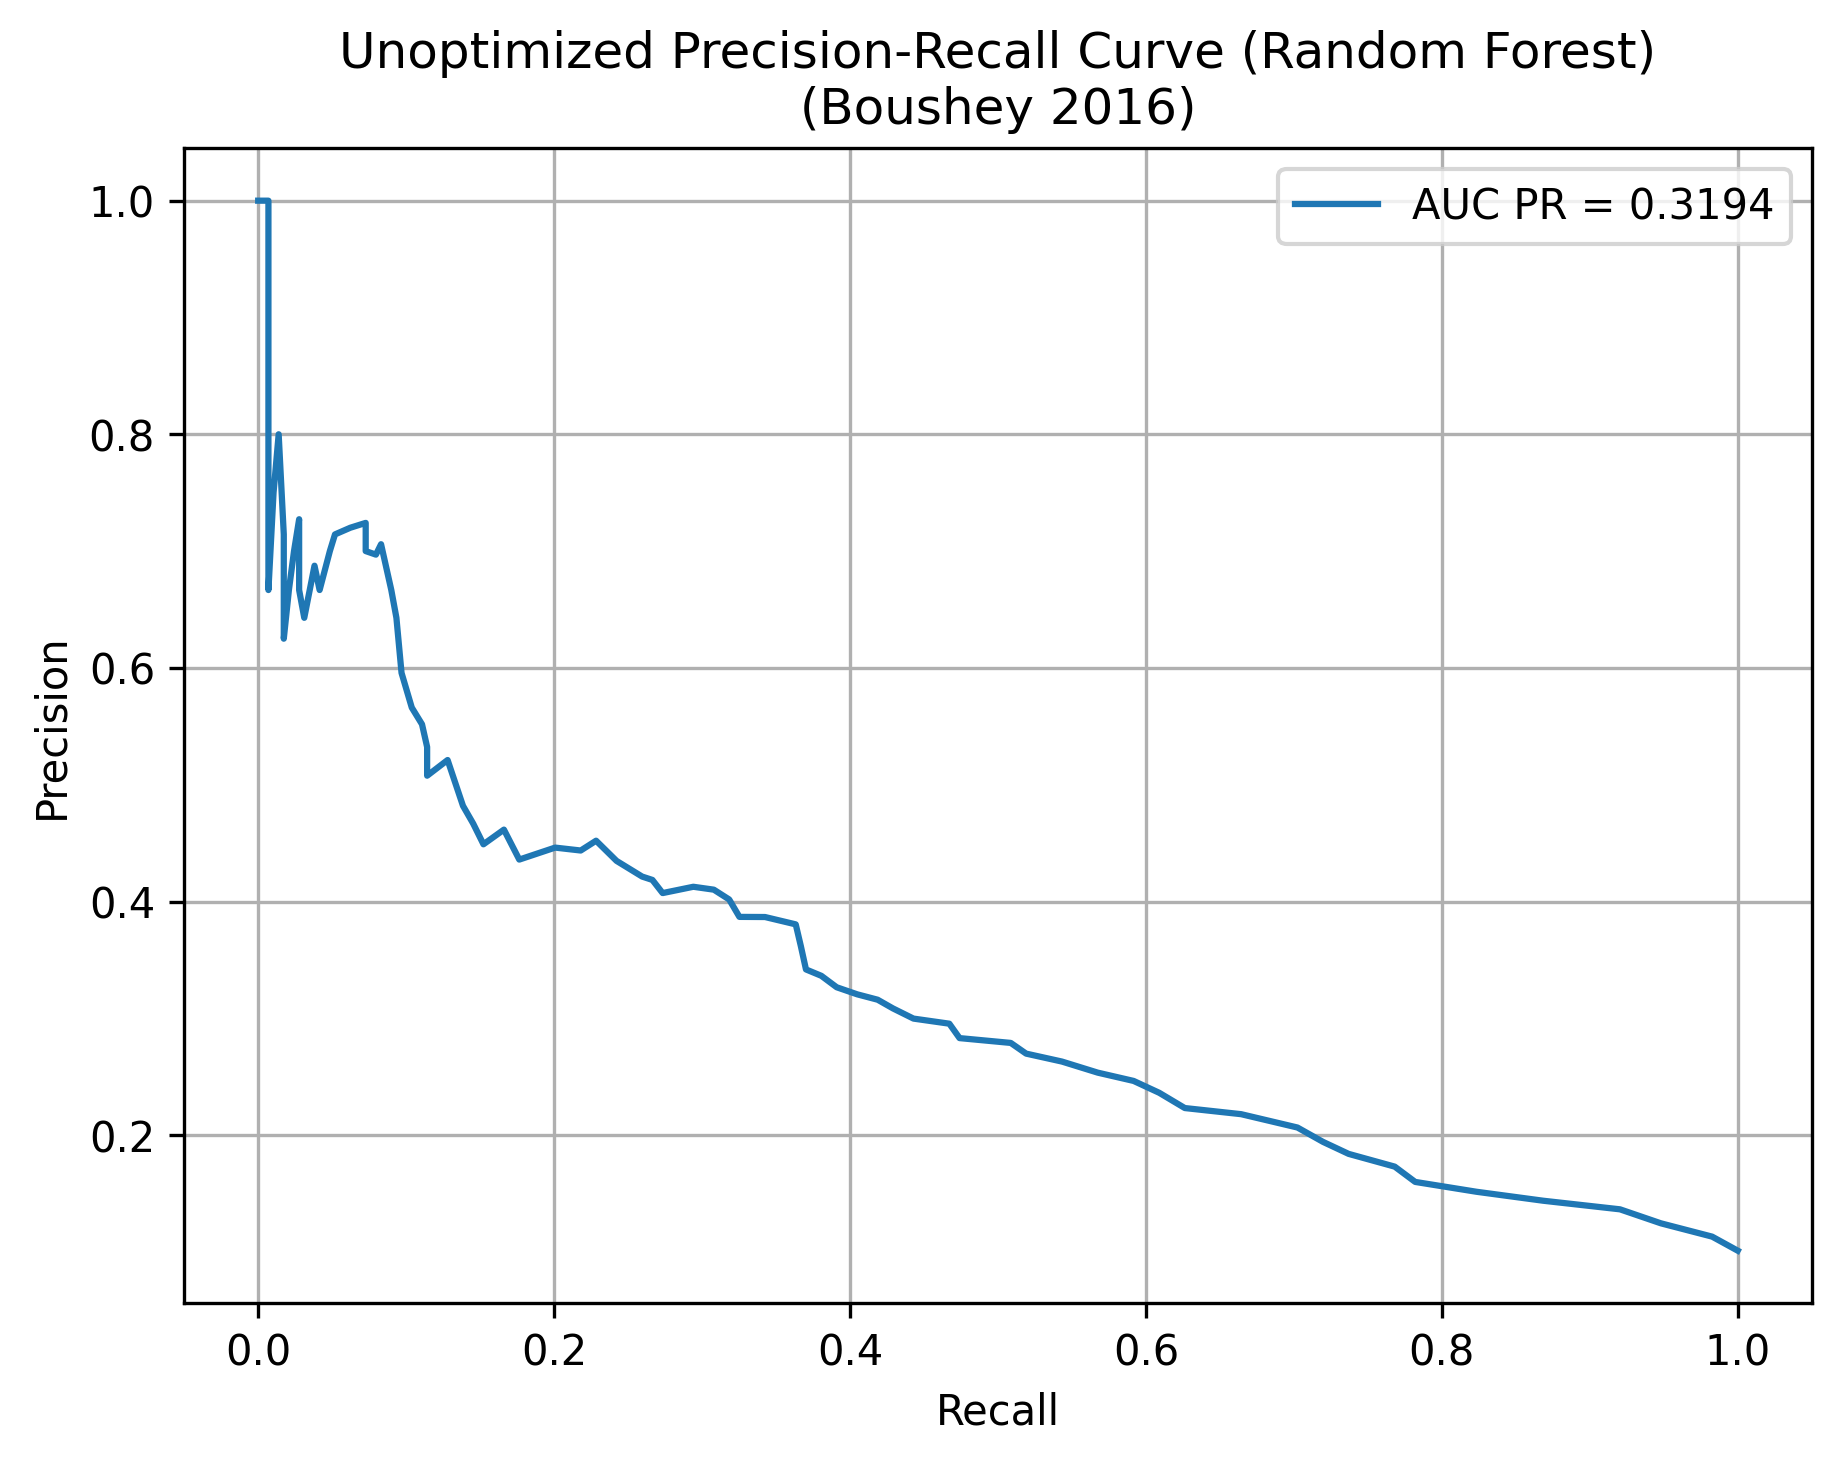 Unoptimized Precision-Recall Curve (Random Forest)
(Boushey 2016)
AUC PR = 0.3194
Precision
1.0
0.8
0.6
0.4
0.2
0.0 0.2 0.4 0.6 0.8 1.0
Recall